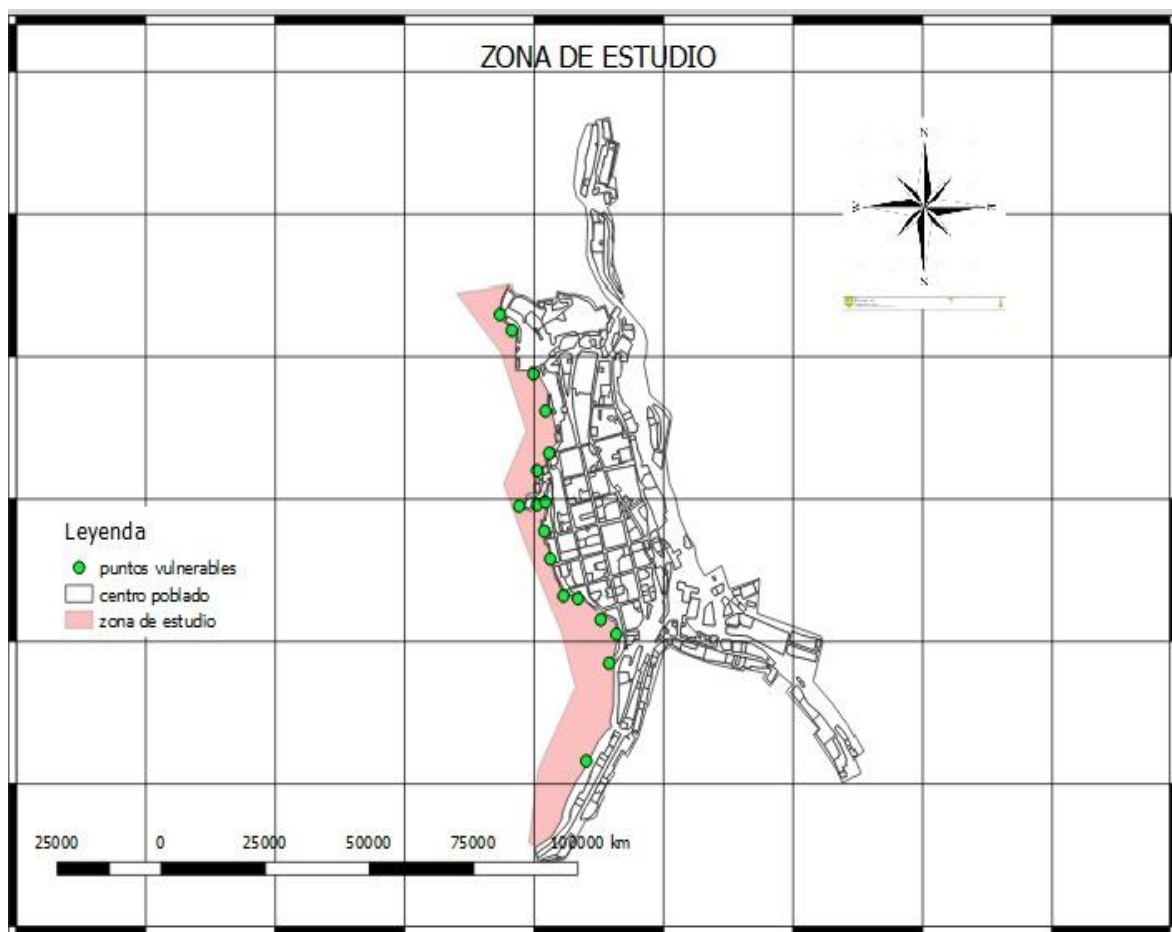 ZONA DE ESTUDIO
N
E
Leyenda
puntos vulnerables
centro poblado
zona de estudio
25000 0 25000 50000 75000 100000 km